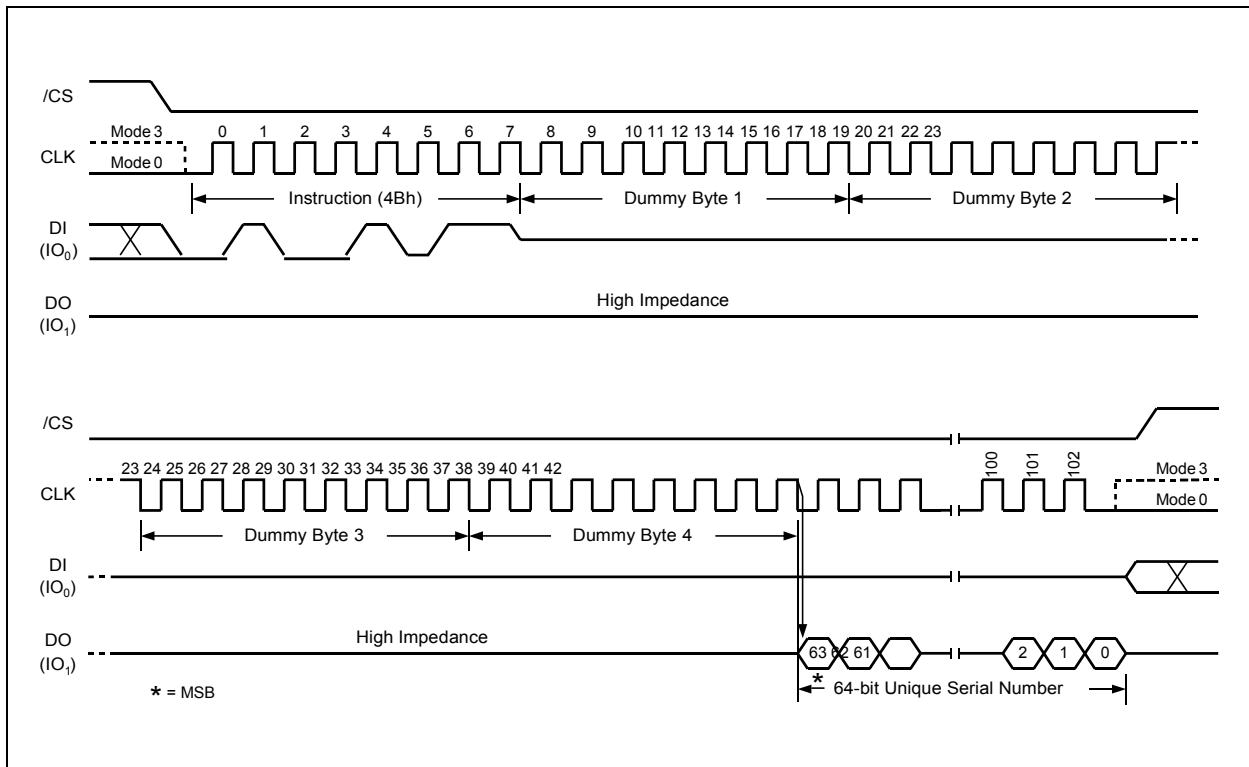 /CS
Mode 3 0 1 2 3 4 5 6 7 8 9 10 11 12 13 14 15 16 17 18 19 20 21 22 23
CLK Mode 0
Instruction (4Bh) Dummy Byte 1 Dummy Byte 2
DI
(IO0)
High Impedance
DO
(IO1)
/CS
23 24 25 26 27 28 29 30 31 32 33 34 35 36 37 38 39 40 41 42 100 101 102 Mode 3
CLK Mode 0
Dummy Byte 3 Dummy Byte 4
DI
(IO0)
DO High Impedance
(IO1) 63 62 61 2 1 0
* = MSB * 64-bit Unique Serial Number